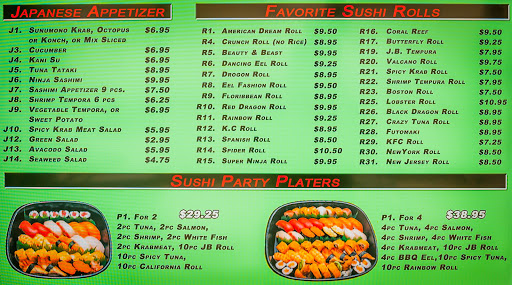 Japanese Appetizer
J1. Sunumono Krab, Octopus $6.95
or Konch, or Mix Sliced
J3. Cucumber $6.95
J4. Kani Su $6.95
J5. Tuna Tataki $8.95
J6. Ninja Sashimi $9.95
J7. Sashimi Appetizer 9 pcs. $7.50
J8. Shrimp Tempora 6 pcs $6.25
J9. Vegetable Tempora, or $6.95
Sweet Potato
J10. Spicy Krab Meat Salad $5.95
J12. Green Salad $2.95
J13. Avacodo Salad $5.95
J14. Seaweed Salad $4.75
Favorite Sushi Rolls
R1. American Dream Roll $9.50
R4. Crunch Roll (no Rice) $8.95
R5. Beauty & Beast $9.95
R6. Dancing Eel Roll $9.25
R7. Drogon Roll $8.95
R8. Eel Fashion Roll $9.50
R9. Florinbean Roll $8.95
R10. Red Dragon Roll $9.95
R11. Rainbow Roll $9.25
R12. K.C Roll $8.95
R13. Spanish Roll $8.50
R14. Spider Roll $10.50
R15. Super Ninja Roll $9.95
R16. Coral Reef $9.50
R17. Butterfly Roll $9.25
R19. J.B. Tempura $7.95
R20. Valcano Roll $9.75
R21. Spicy Krab Roll $7.50
R22. Shrimp Tempura Roll $7.95
R23. Boston Roll $7.50
R25. Lobster Roll $10.95
R26. Black Dragon Roll $8.95
R27. Crazy Tuna Roll $8.95
R28. Futomaki $8.95
R29. KFC Roll $7.25
R30. NewYork Roll $8.50
R31. New Jersey Roll $8.50
Sushi Party Platers
P1. For 2 $29.25
2pc Tuna, 2pc Salmon,
2pc Shrimp, 2pc White Fish
2pc Krabmeat, 10pc JB Roll
10pc Spicy Tuna,
10pc California Roll
P1. For 4 $38.95
4pc Tuna, 4pc Salmon,
4pc Shrimp, 4pc White Fish
4pc Krabmeat, 10pc JB Roll
4pc BBQ Eel, 10pc Spicy Tuna,
10pc Rainbow Roll